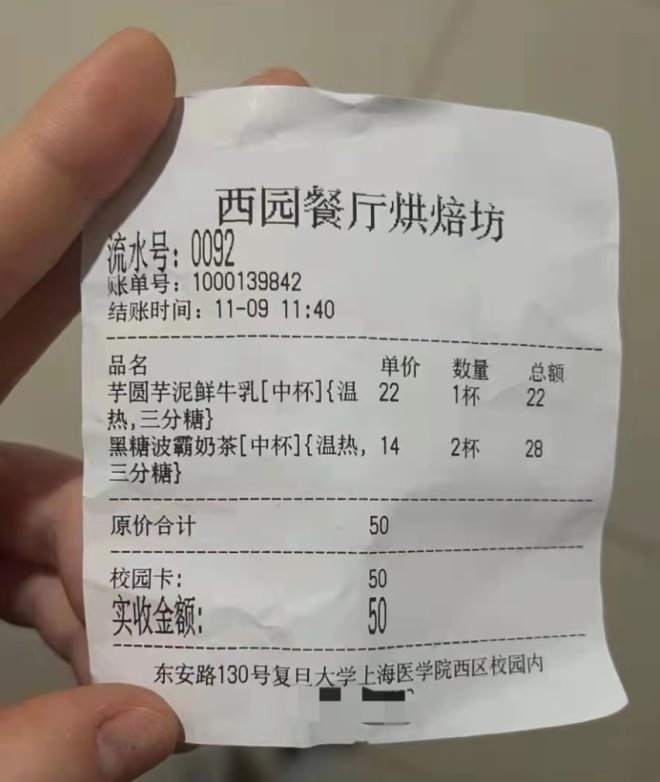 西园餐厅烘焙坊
流水号: 0092
账单号: 1000139842
结账时间: 11-09 11:40
品名 单价 数量 总额
芋圆芋泥鲜牛乳[中杯]{温 22 1杯 22
热,三分糖}
黑糖波霸奶茶[中杯]{温热, 14 2杯 28
三分糖}
原价合计 50
校园卡: 50
实收金额: 50
东安路130号复旦大学上海医学院西区校园内